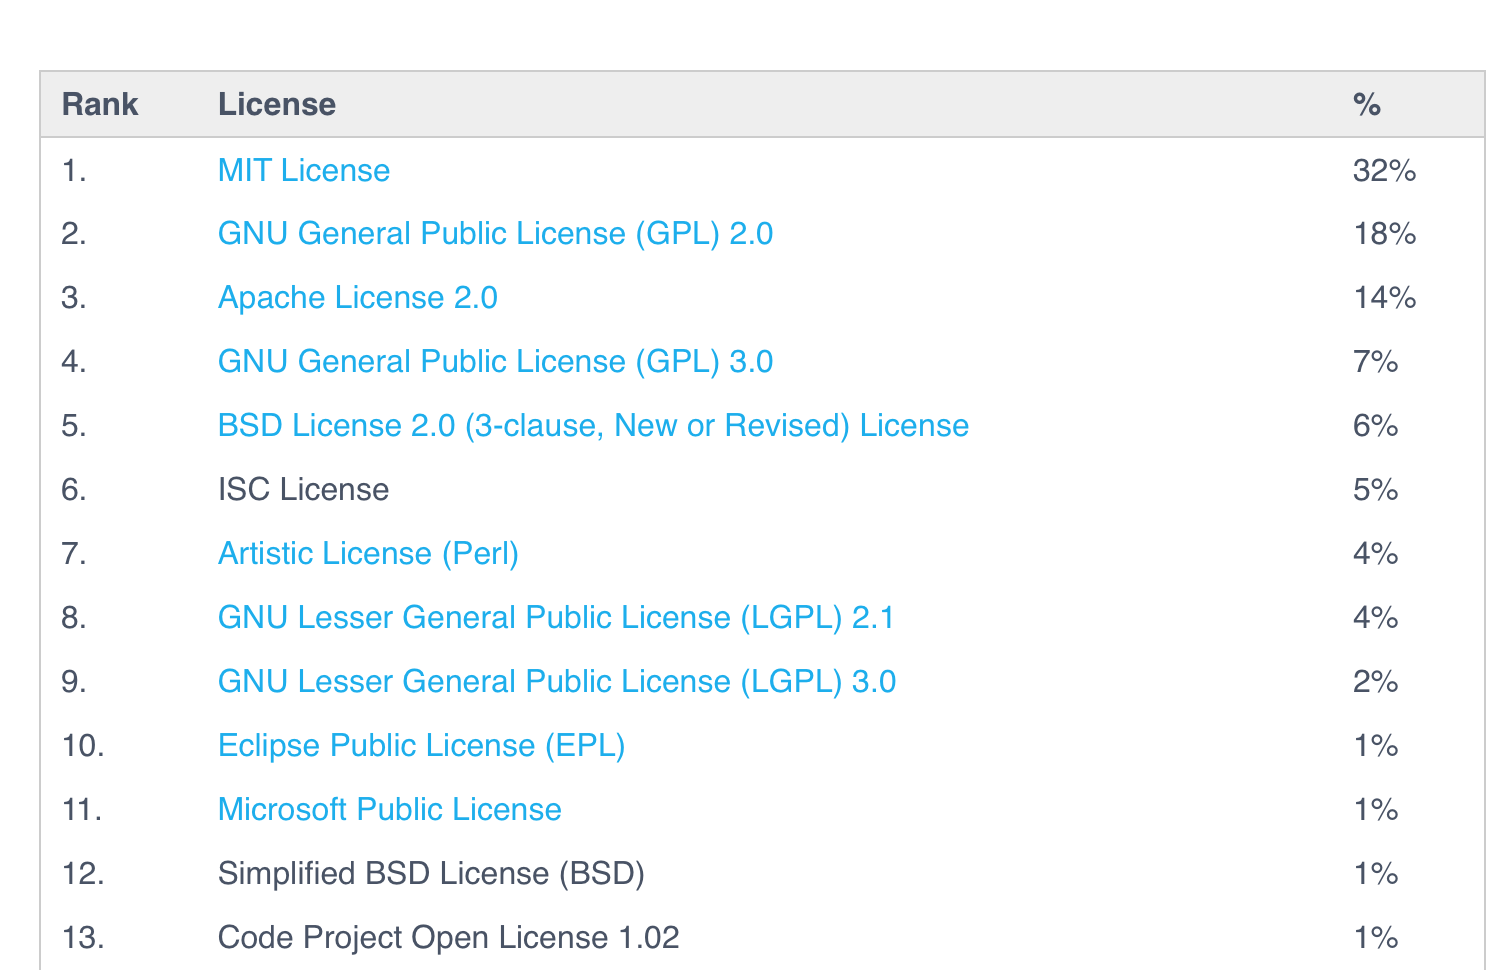 Rank License %
1. MIT License 32%
2. GNU General Public License (GPL) 2.0 18%
3. Apache License 2.0 14%
4. GNU General Public License (GPL) 3.0 7%
5. BSD License 2.0 (3-clause, New or Revised) License 6%
6. ISC License 5%
7. Artistic License (Perl) 4%
8. GNU Lesser General Public License (LGPL) 2.1 4%
9. GNU Lesser General Public License (LGPL) 3.0 2%
10. Eclipse Public License (EPL) 1%
11. Microsoft Public License 1%
12. Simplified BSD License (BSD) 1%
13. Code Project Open License 1.02 1%